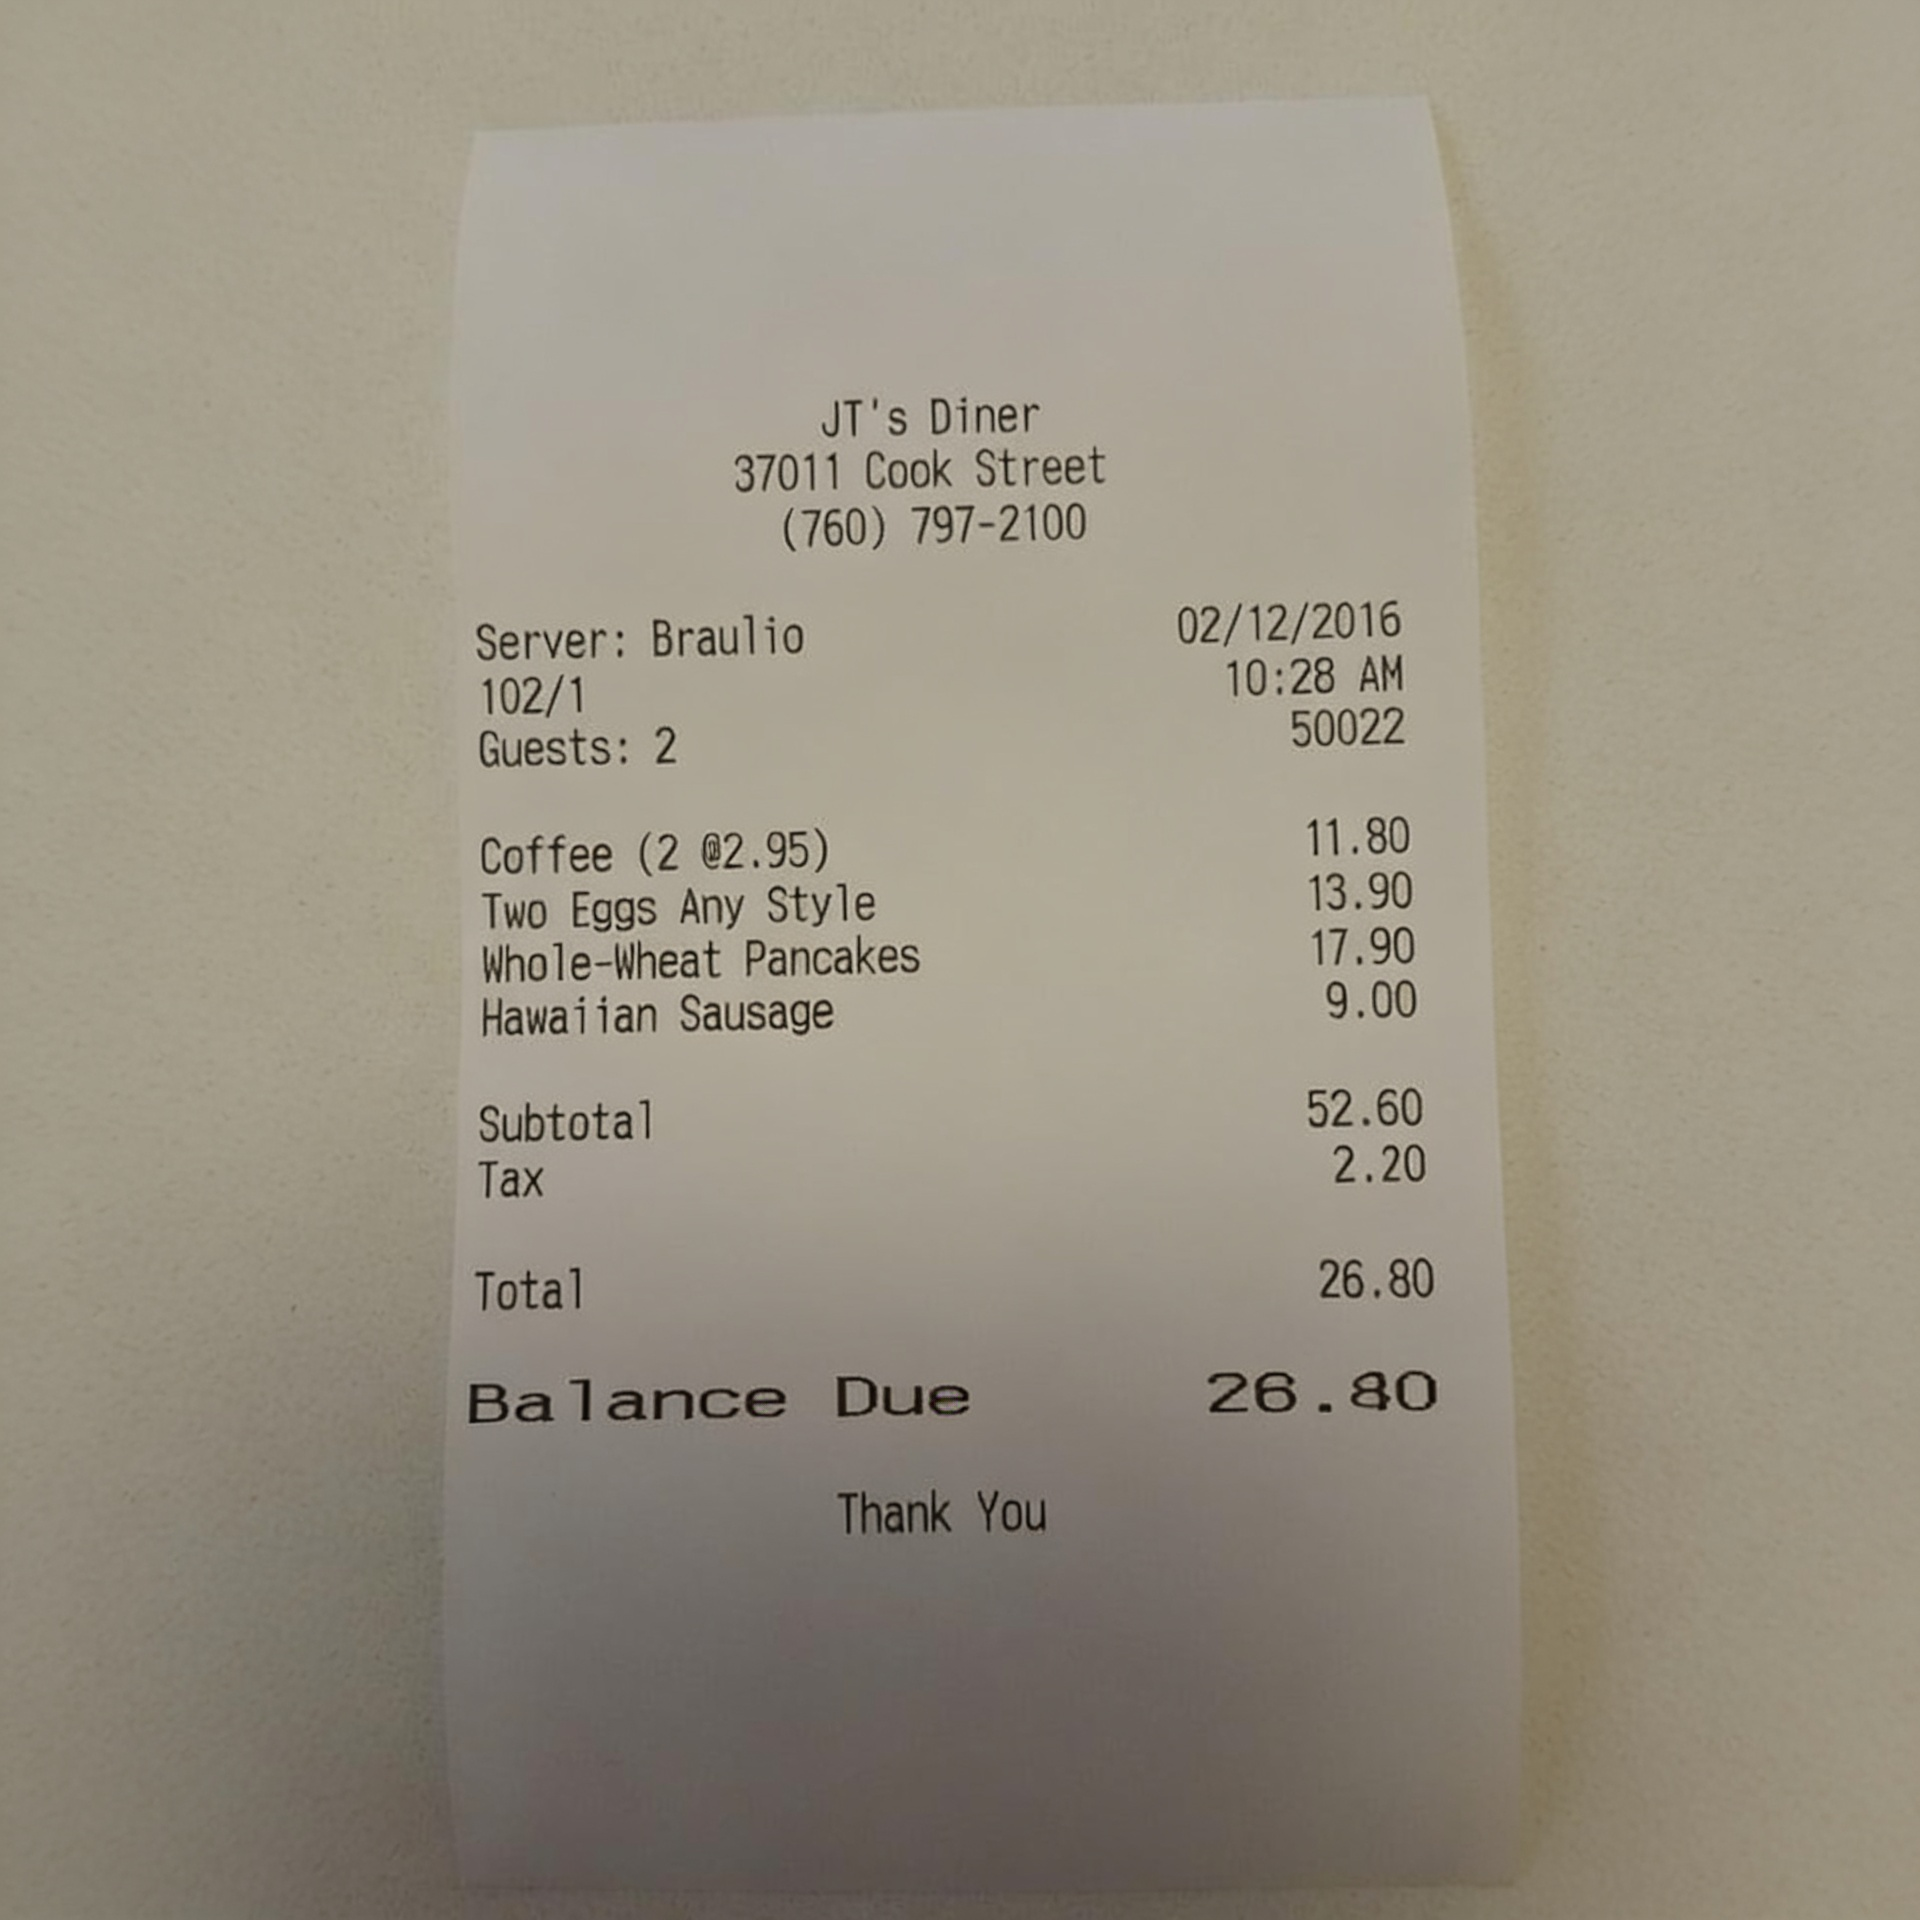 JT's Diner
37011 Cook Street
(760) 797-2100
Server: Braulio 02/12/2016
102/1 10:28 AM
Guests: 2 50022
Coffee (2 @2.95) 11.80
Two Eggs Any Style 13.90
Whole-Wheat Pancakes 17.90
Hawaiian Sausage 9.00
Subtotal 52.60
Tax 2.20
Total 26.80
Balance Due 26.80
Thank You